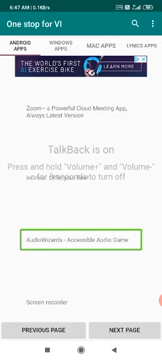 6:47 AM | 0.1KB/s
One stop for VI
ANDROID APPS
WINDOWS APPS
MAC APPS
LYNICS APPS
THE WORLD'S FIRST AI EXERCISE BIKE
LEARN MORE
Zoom– a Powerful Cloud Meeting App, Always Latest Version
TalkBack is on
Press and hold "Volume+" and "Volume-" for 3 seconds to turn off
AudioWizards - Accessible Audio Game
Screen recorder
PREVIOUS PAGE
NEXT PAGE